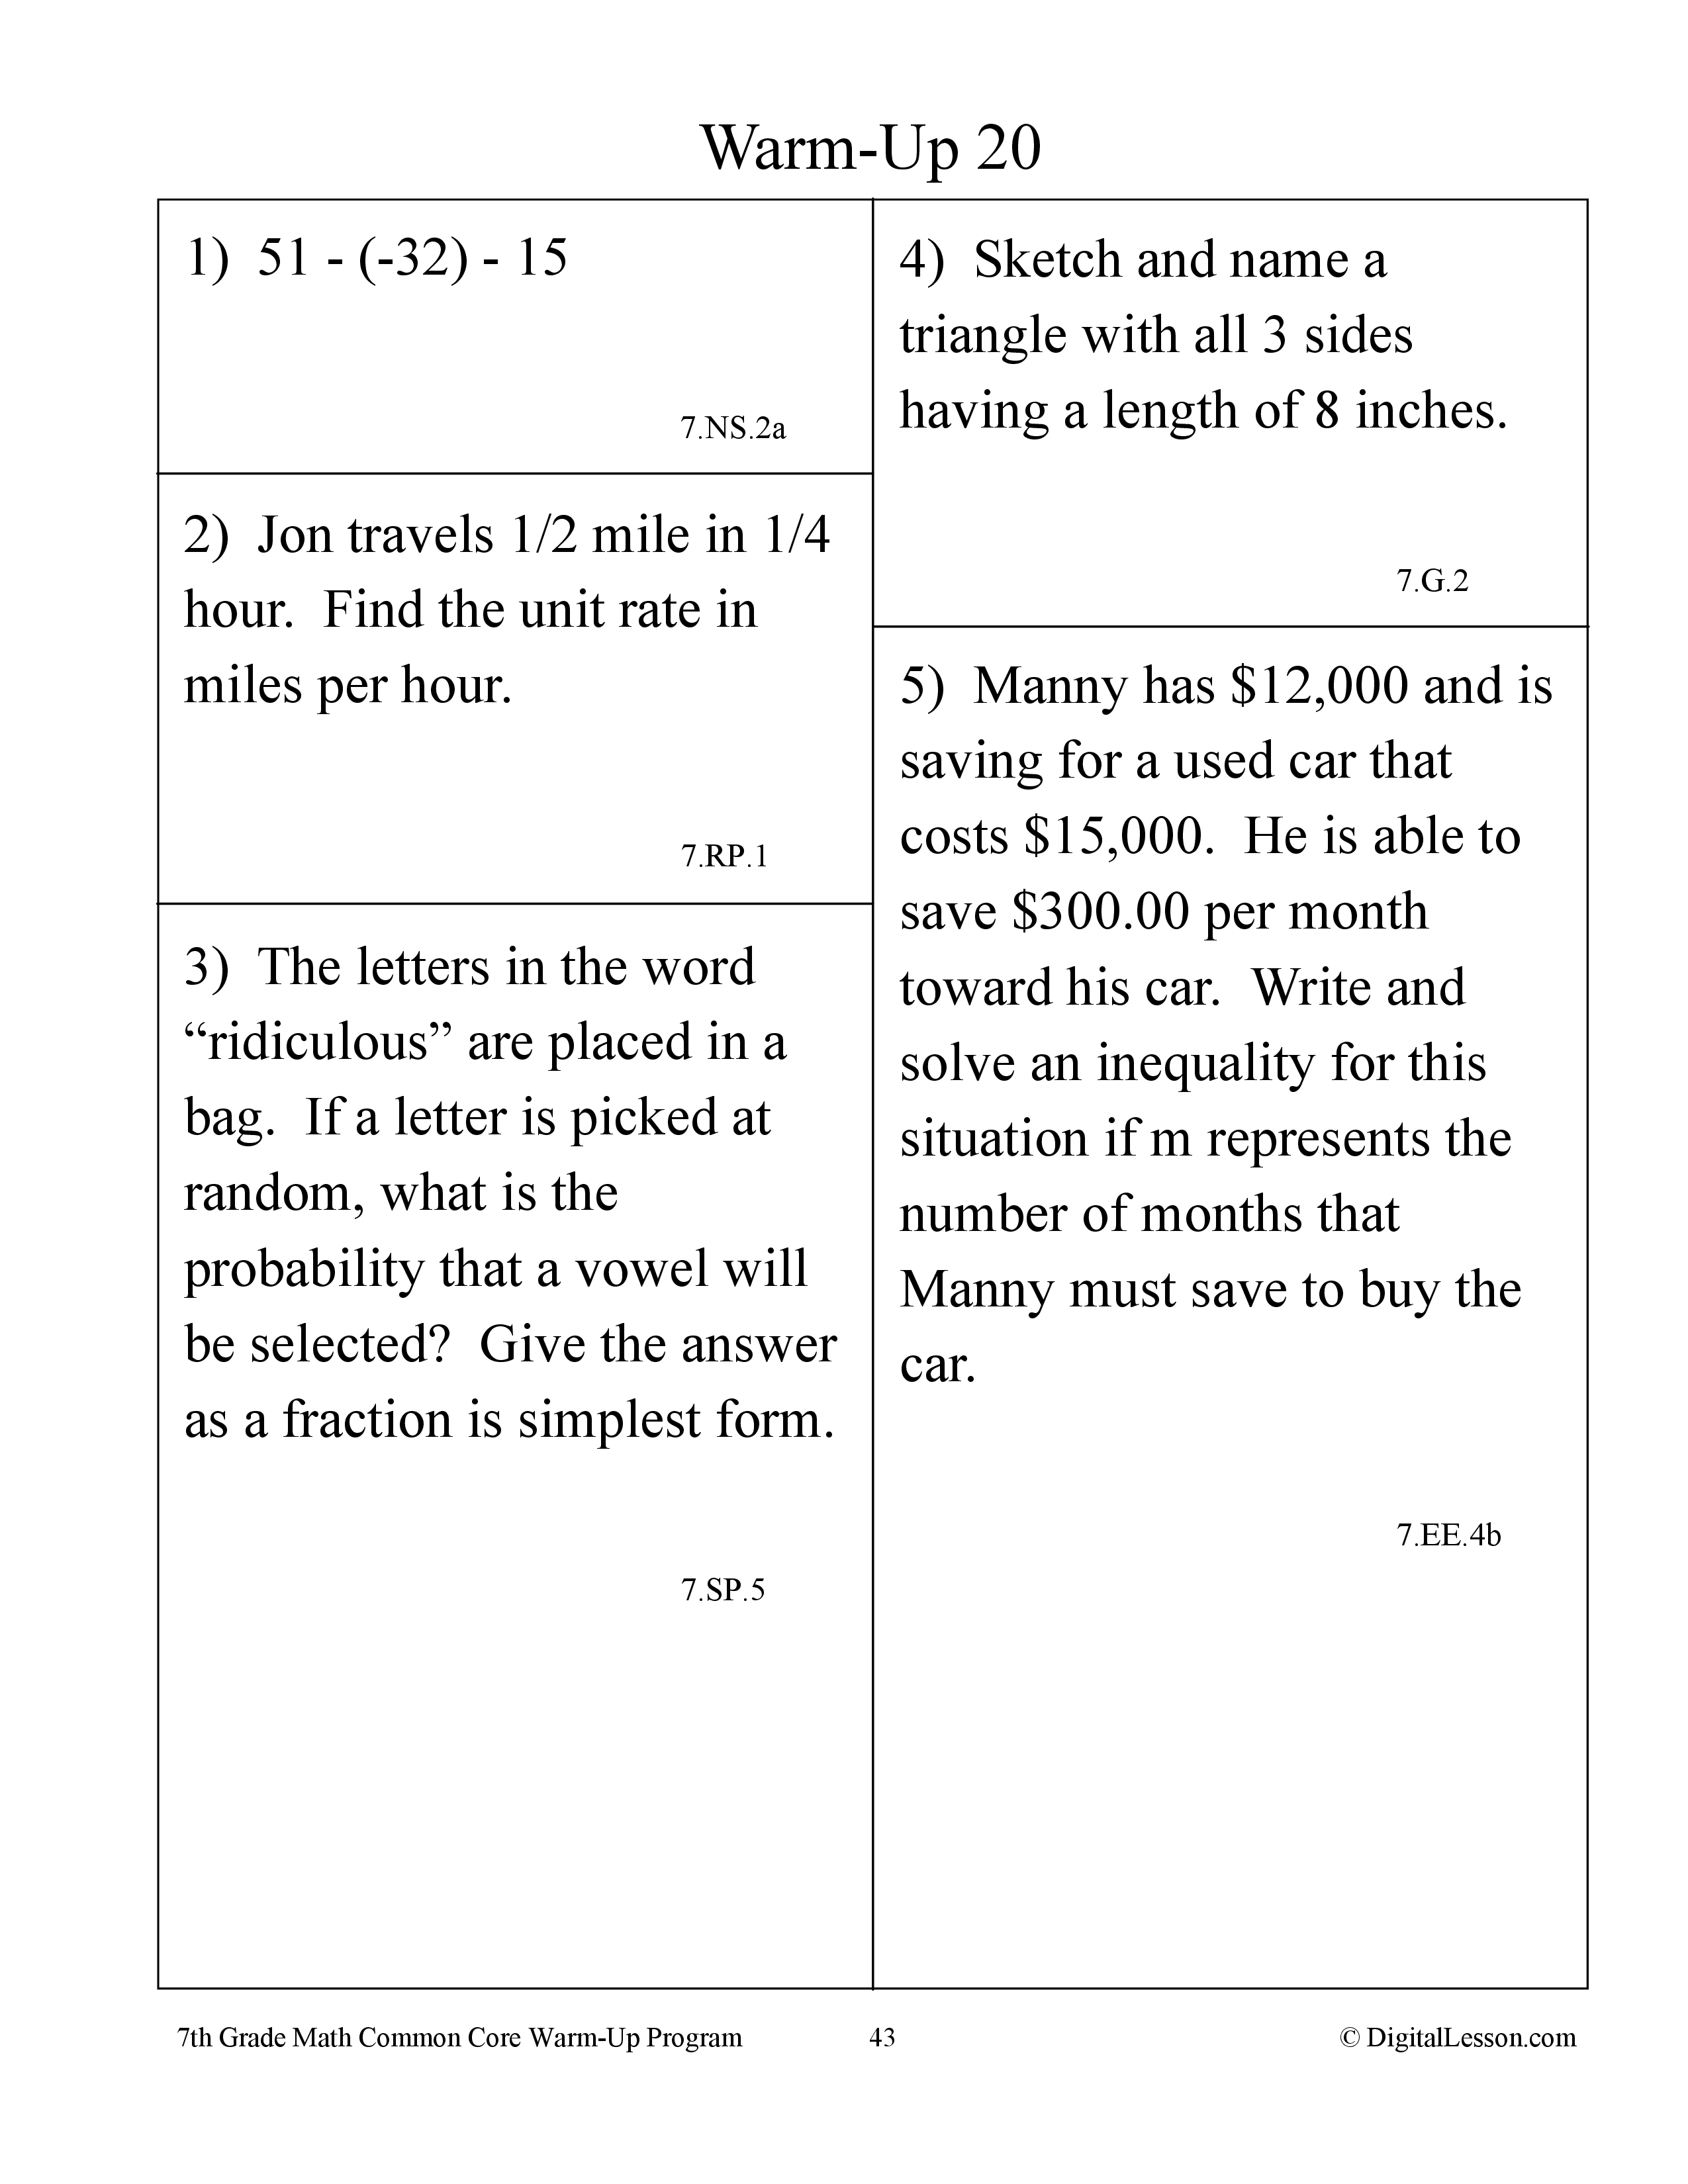 Warm-Up 20
1)  51 - (-32) - 15
7.NS.2a
2)  Jon travels 1/2 mile in 1/4
hour.  Find the unit rate in
miles per hour.
7.RP.1
3)  The letters in the word
“ridiculous” are placed in a
bag.  If a letter is picked at
random, what is the
probability that a vowel will
be selected?  Give the answer
as a fraction is simplest form.
7.SP.5
4)  Sketch and name a
triangle with all 3 sides
having a length of 8 inches.
7.G.2
5)  Manny has $12,000 and is
saving for a used car that
costs $15,000.  He is able to
save $300.00 per month
toward his car.  Write and
solve an inequality for this
situation if m represents the
number of months that
Manny must save to buy the
car.
7.EE.4b
7th Grade Math Common Core Warm-Up Program
43
© DigitalLesson.com